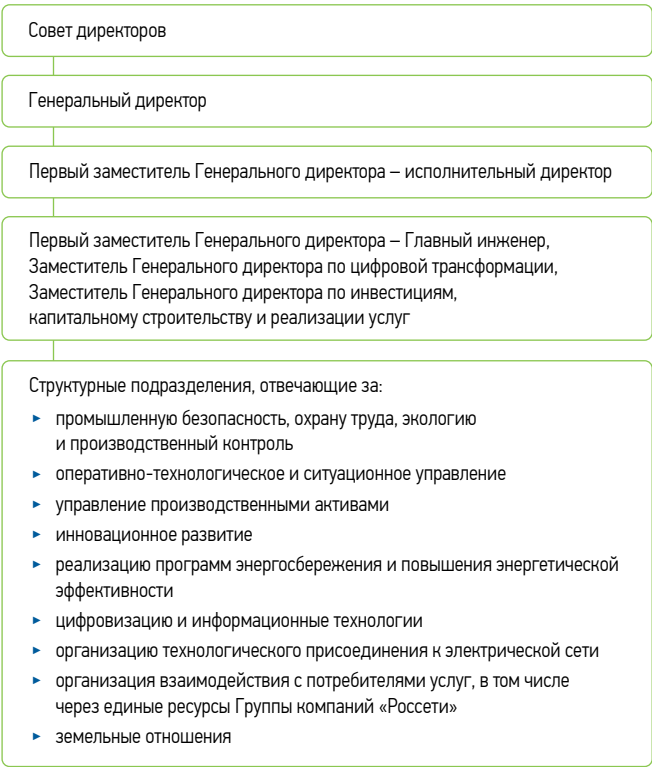 Совет директоров
Генеральный директор
Первый заместитель Генерального директора – исполнительный директор
Первый заместитель Генерального директора – Главный инженер,
Заместитель Генерального директора по цифровой трансформации,
Заместитель Генерального директора по инвестициям,
капитальному строительству и реализации услуг
Структурные подразделения, отвечающие за:
► промышленную безопасность, охрану труда, экологию
и производственный контроль
► оперативно-технологическое и ситуационное управление
► управление производственными активами
► инновационное развитие
► реализацию программ энергосбережения и повышения энергетической
эффективности
► цифровизацию и информационные технологии
► организацию технологического присоединения к электрической сети
► организация взаимодействия с потребителями услуг, в том числе
через единые ресурсы Группы компаний «Россети»
► земельные отношения